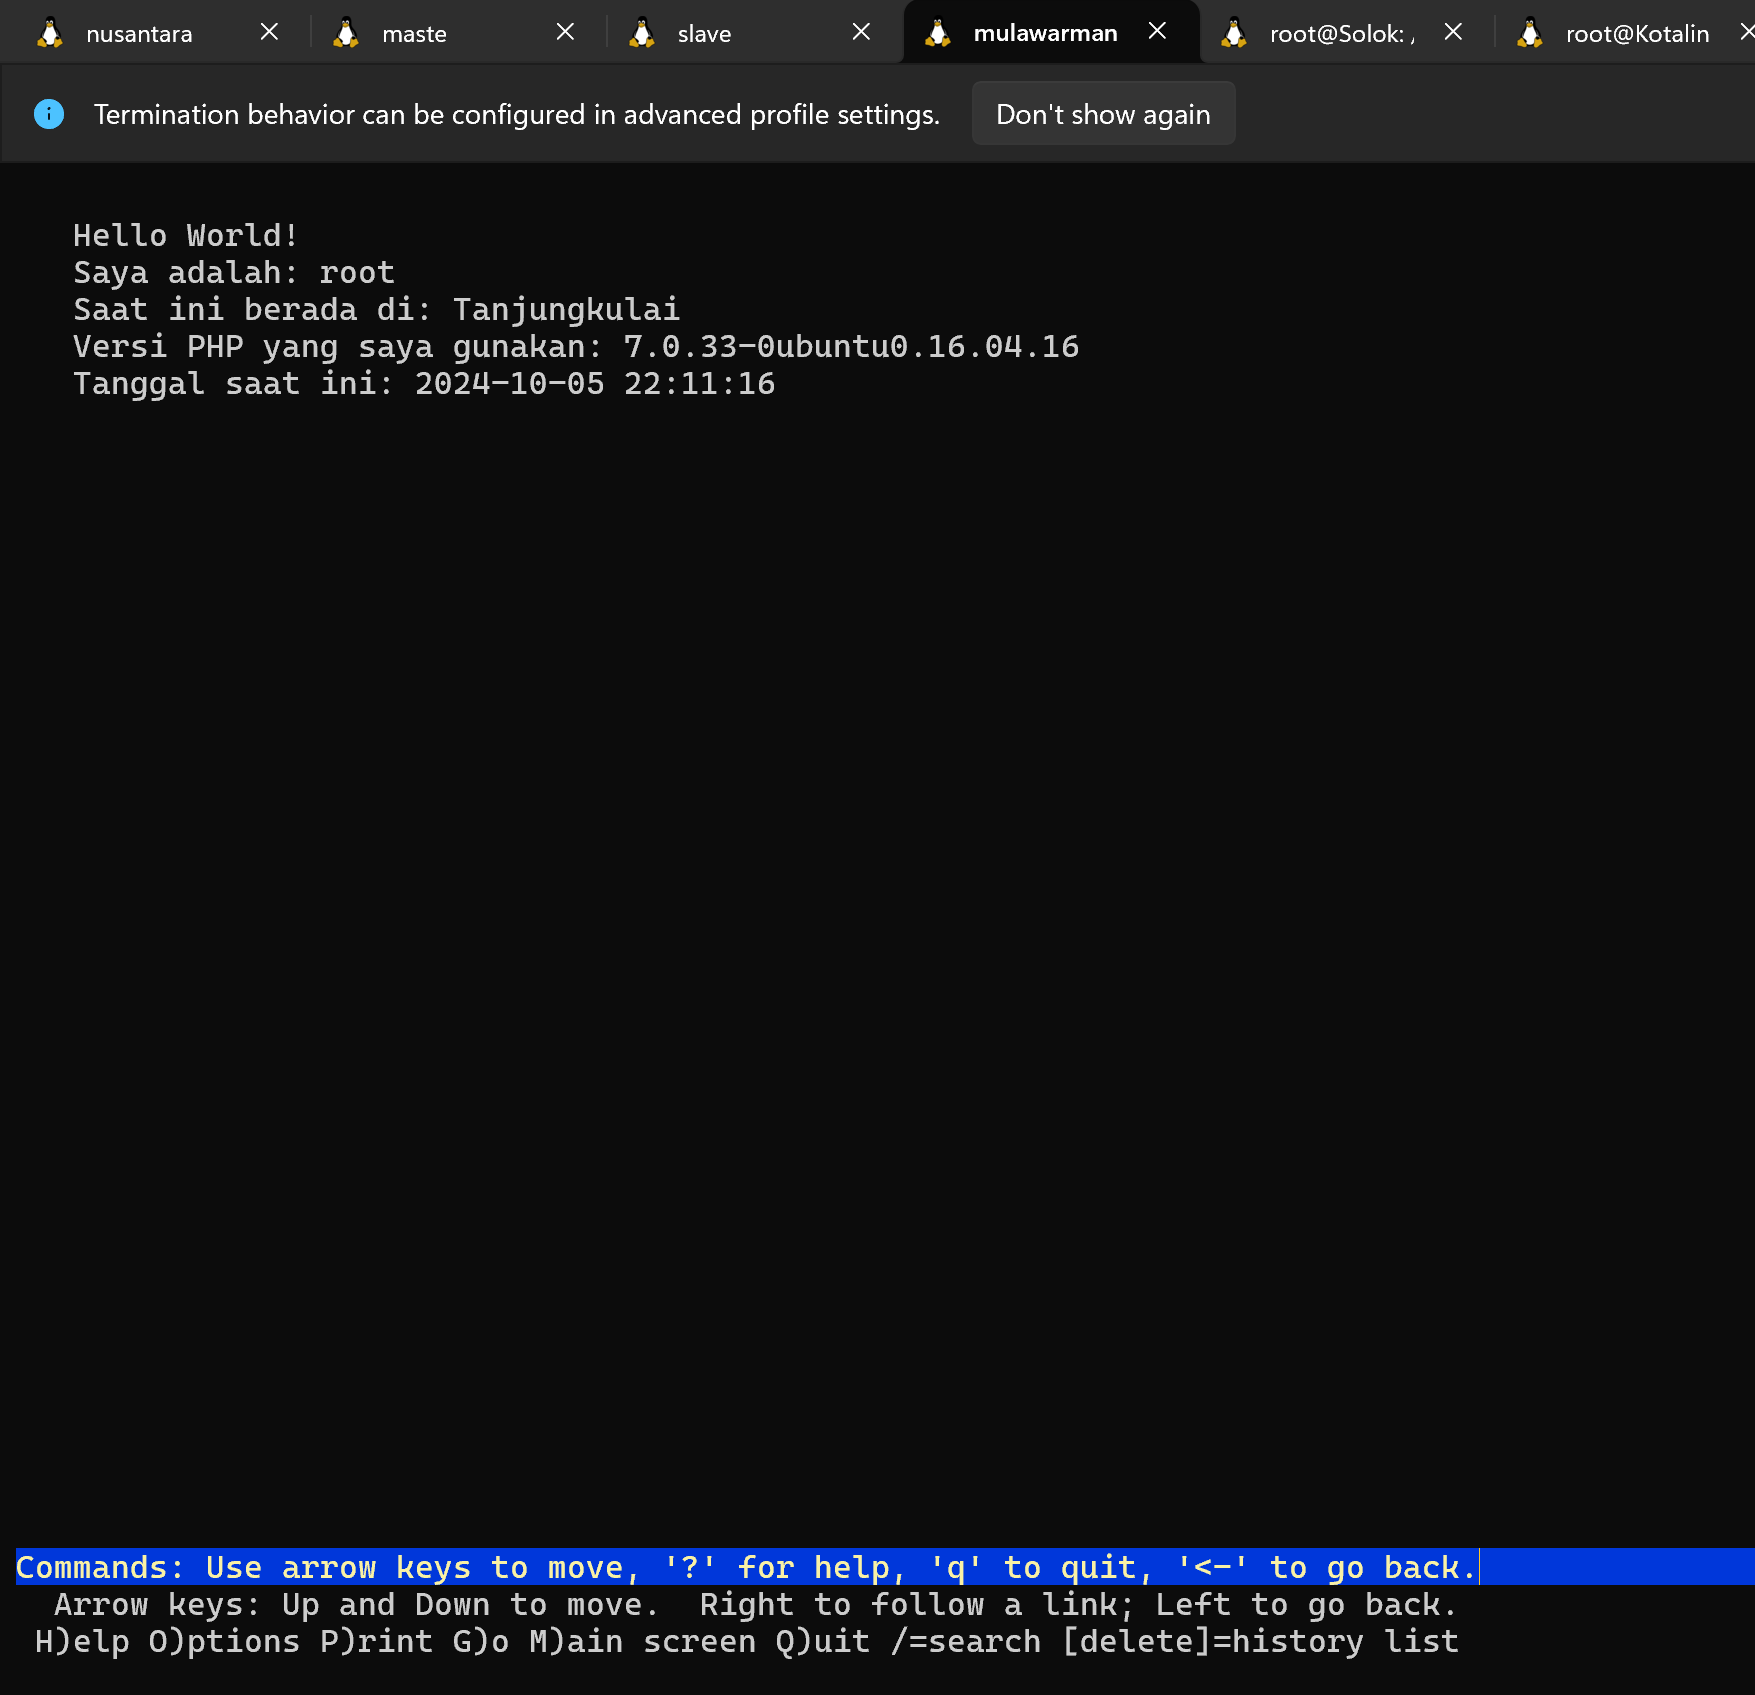 nusantara
maste
slave
mulawarman
root@Solok: /
root@Kotalin
Termination behavior can be configured in advanced profile settings.
Don't show again
Hello World!
Saya adalah: root
Saat ini berada di: Tanjungkulai
Versi PHP yang saya gunakan: 7.0.33-0ubuntu0.16.04.16
Tanggal saat ini: 2024-10-05 22:11:16
Commands: Use arrow keys to move, '?' for help, 'q' to quit, '<-' to go back.
Arrow keys: Up and Down to move. Right to follow a link; Left to go back.
H)elp O)ptions P)rint G)o M)ain screen Q)uit /=search [delete]=history list